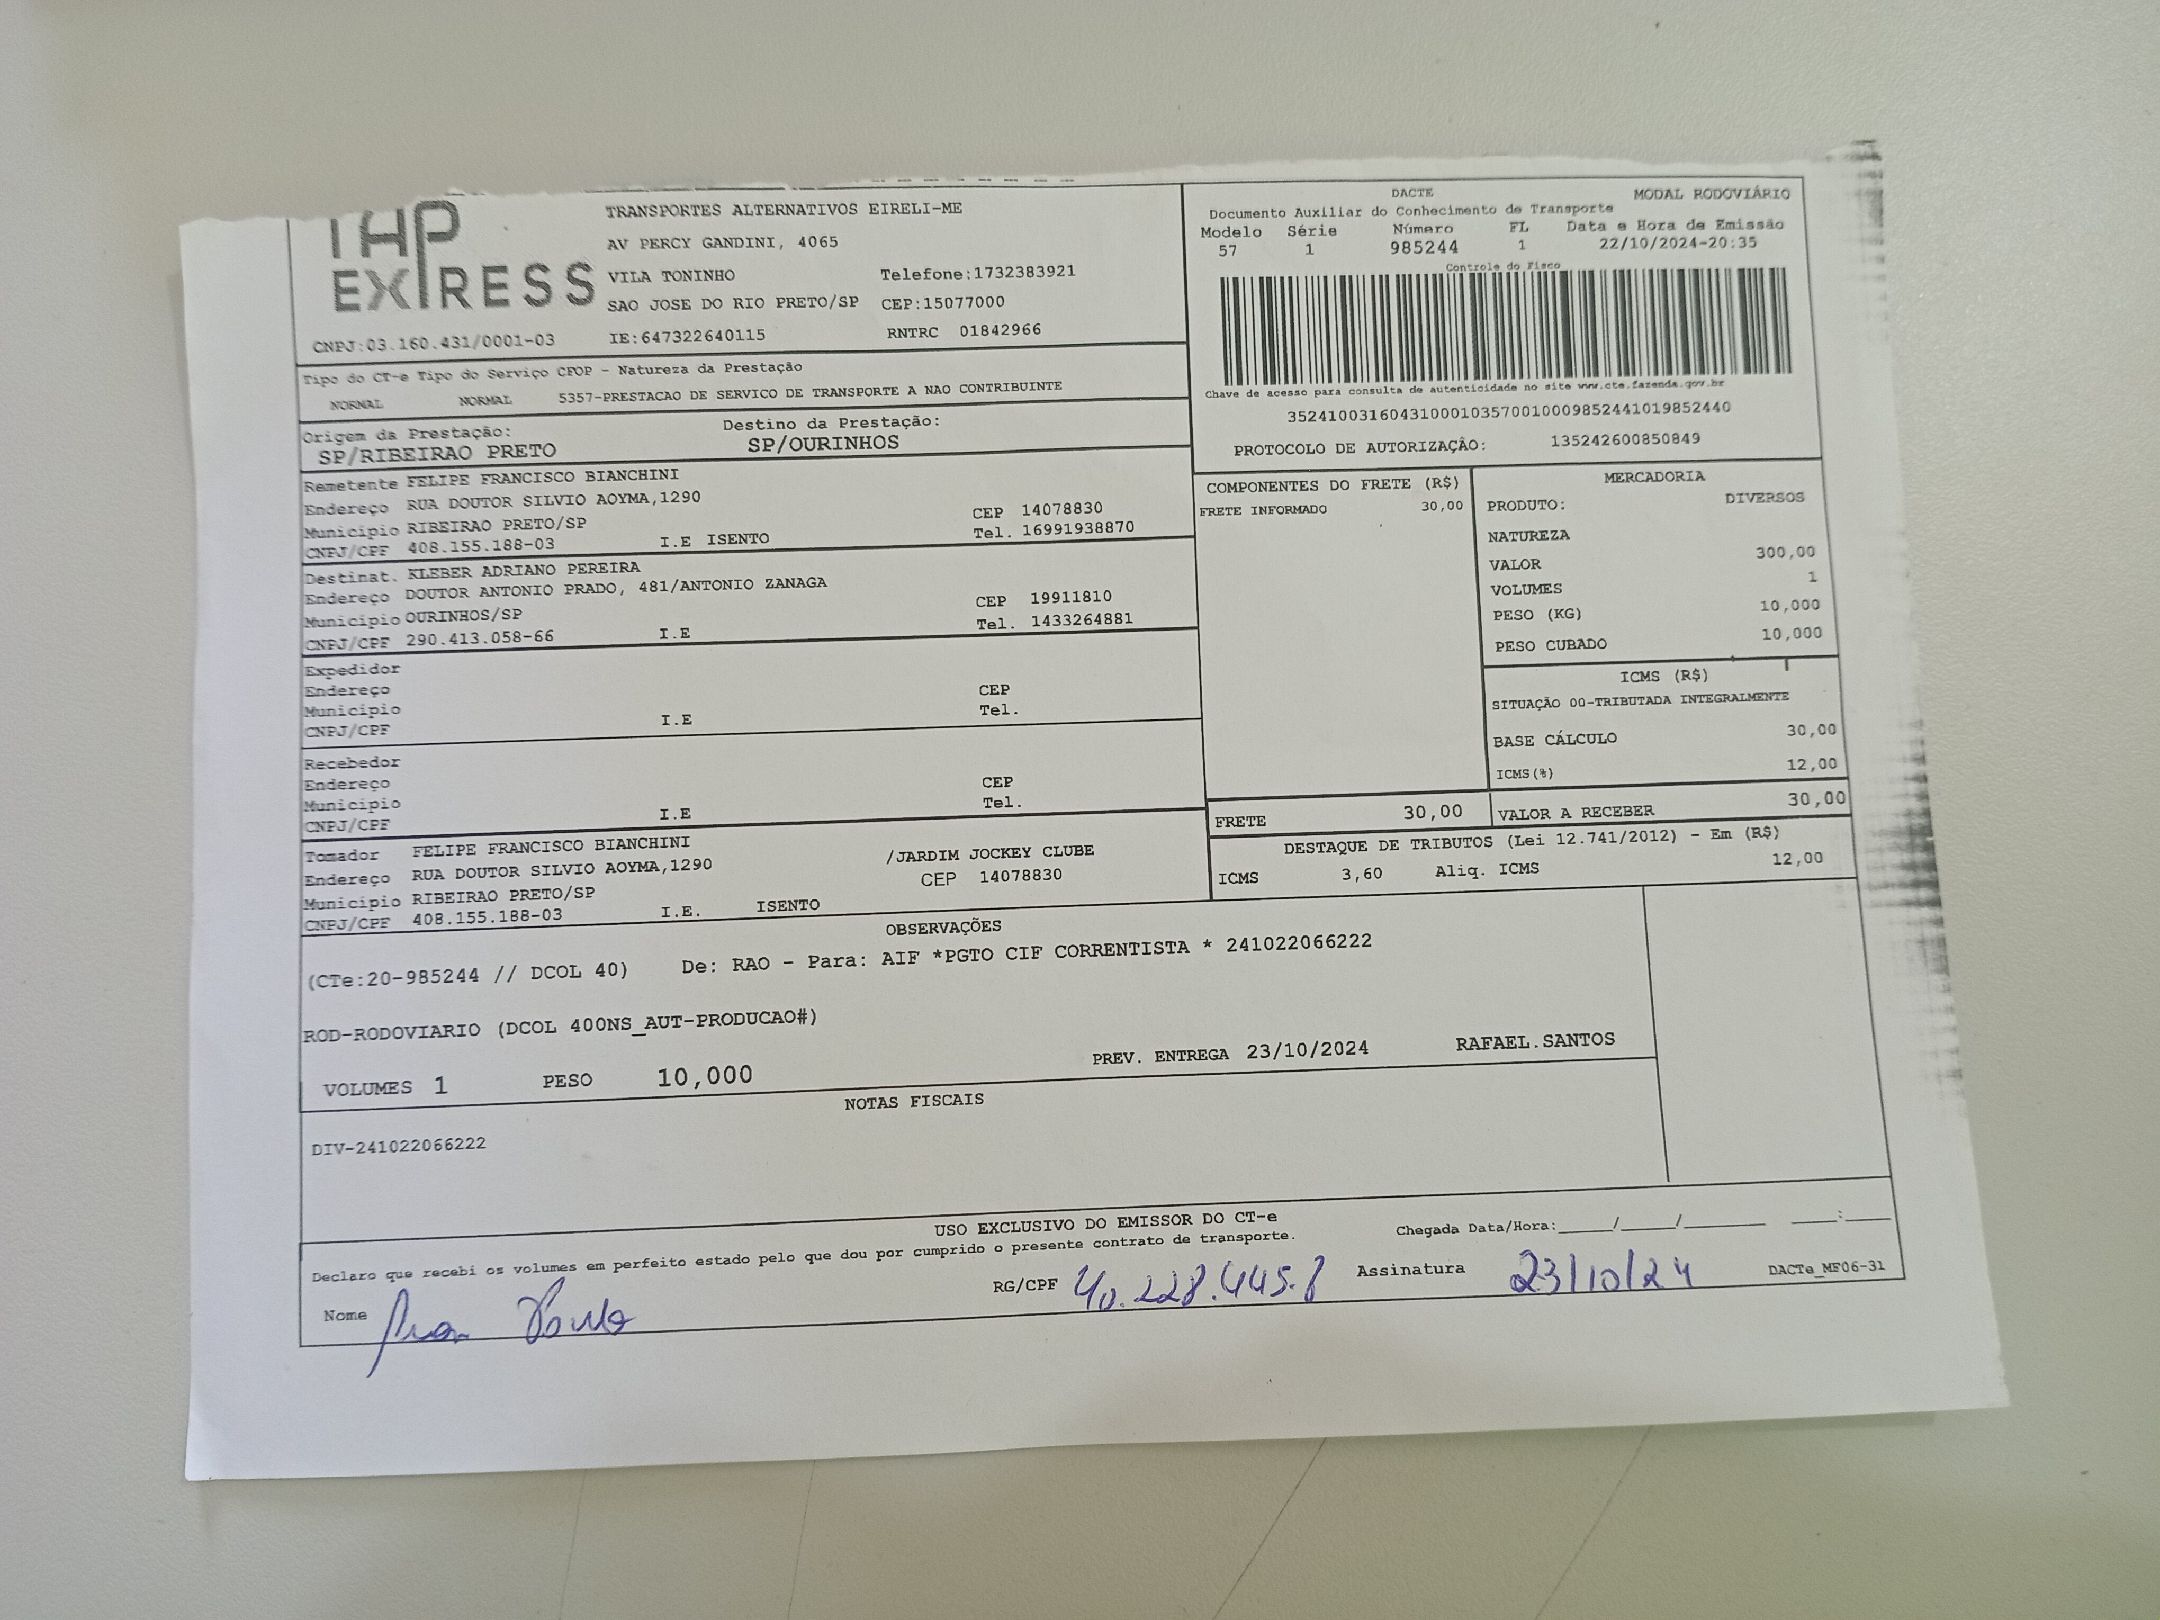 TAP
EXPRESS
TRANSPORTES ALTERNATIVOS EIRELI-ME
AV PERCY GANDINI, 4065
VILA TONINHO Telefone:1732383921
SAO JOSE DO RIO PRETO/SP CEP:15077000
CNPJ:03.160.431/0001-03 IE:647322640115 RNTRC 01842966
DACTE MODAL RODOVIÁRIO
Documento Auxiliar do Conhecimento de Transporte
Modelo Série Número FL Data e Hora de Emissão
57 1 985244 1 22/10/2024-20:35
Controle do Fisco
Chave de acesso para consulta de autenticidade no site www.cte.fazenda.gov.br
35241003160431000103570010009852441019852440
PROTOCOLO DE AUTORIZAÇÂO: 135242600850849
Tipo do CT-e Tipo do Serviço CFOP - Natureza da Prestação
NORMAL NORMAL 5357-PRESTACAO DE SERVICO DE TRANSPORTE A NAO CONTRIBUINTE
Origem da Prestação: Destino da Prestação:
SP/RIBEIRAO PRETO SP/OURINHOS
Remetente FELIPE FRANCISCO BIANCHINI
Endereço RUA DOUTOR SILVIO AOYMA,1290
Município RIBEIRAO PRETO/SP CEP 14078830
CNPJ/CPF 408.155.188-03 I.E ISENTO Tel. 16991938870
Destinat. KLEBER ADRIANO PEREIRA
Endereço DOUTOR ANTONIO PRADO, 481/ANTONIO ZANAGA
Município OURINHOS/SP CEP 19911810
CNPJ/CPF 290.413.058-66 I.E Tel. 1433264881
Expedidor
Endereço CEP
Município Tel.
CNPJ/CPF I.E
Recebedor
Endereço CEP
Município Tel.
CNPJ/CPF I.E
Tomador FELIPE FRANCISCO BIANCHINI
Endereço RUA DOUTOR SILVIO AOYMA,1290 /JARDIM JOCKEY CLUBE
Município RIBEIRAO PRETO/SP CEP 14078830
CNPJ/CPF 408.155.188-03 I.E. ISENTO
COMPONENTES DO FRETE (R$)
FRETE INFORMADO 30,00
MERCADORIA
PRODUTO: DIVERSOS
NATUREZA
VALOR 300,00
VOLUMES 1
PESO (KG) 10,000
PESO CUBADO 10,000
ICMS (R$)
SITUAÇÃO 00-TRIBUTADA INTEGRALMENTE
BASE CÁLCULO 30,00
ICMS(%) 12,00
FRETE 30,00 VALOR A RECEBER 30,00
DESTAQUE DE TRIBUTOS (Lei 12.741/2012) - Em (R$)
ICMS 3,60 Aliq. ICMS 12,00
OBSERVAÇÕES
(CTe:20-985244 // DCOL 40) De: RAO - Para: AIF *PGTO CIF CORRENTISTA * 241022066222
ROD-RODOVIARIO (DCOL 400NS_AUT-PRODUCAO#)
VOLUMES 1 PESO 10,000 PREV. ENTREGA 23/10/2024 RAFAEL.SANTOS
NOTAS FISCAIS
DIV-241022066222
USO EXCLUSIVO DO EMISSOR DO CT-e
Declaro que recebi os volumes em perfeito estado pelo que dou por cumprido o presente contrato de transporte. Chegada Data/Hora:_____/_____/_______ ____:____
Nome RG/CPF 40.228.445.8 Assinatura 23/10/24 DACTe_MF06-31